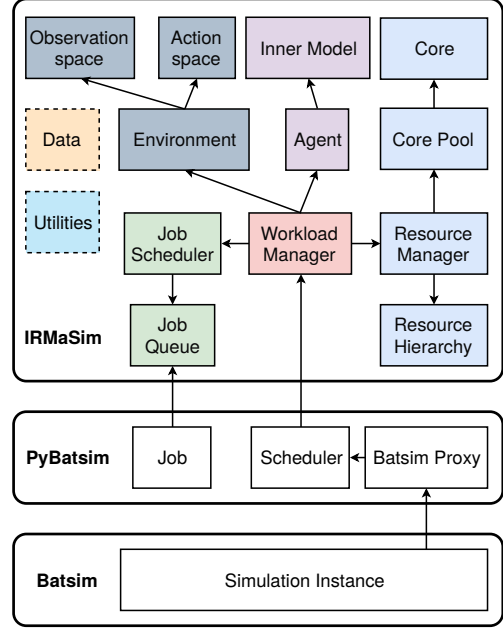 Observation
space
Action
space
Inner Model
Core
Data
Environment
Agent
Core Pool
Utilities
Job
Scheduler
Workload
Manager
Resource
Manager
IRMaSim
Job
Queue
Resource
Hierarchy
PyBatsim
Job
Scheduler
Batsim Proxy
Batsim
Simulation Instance